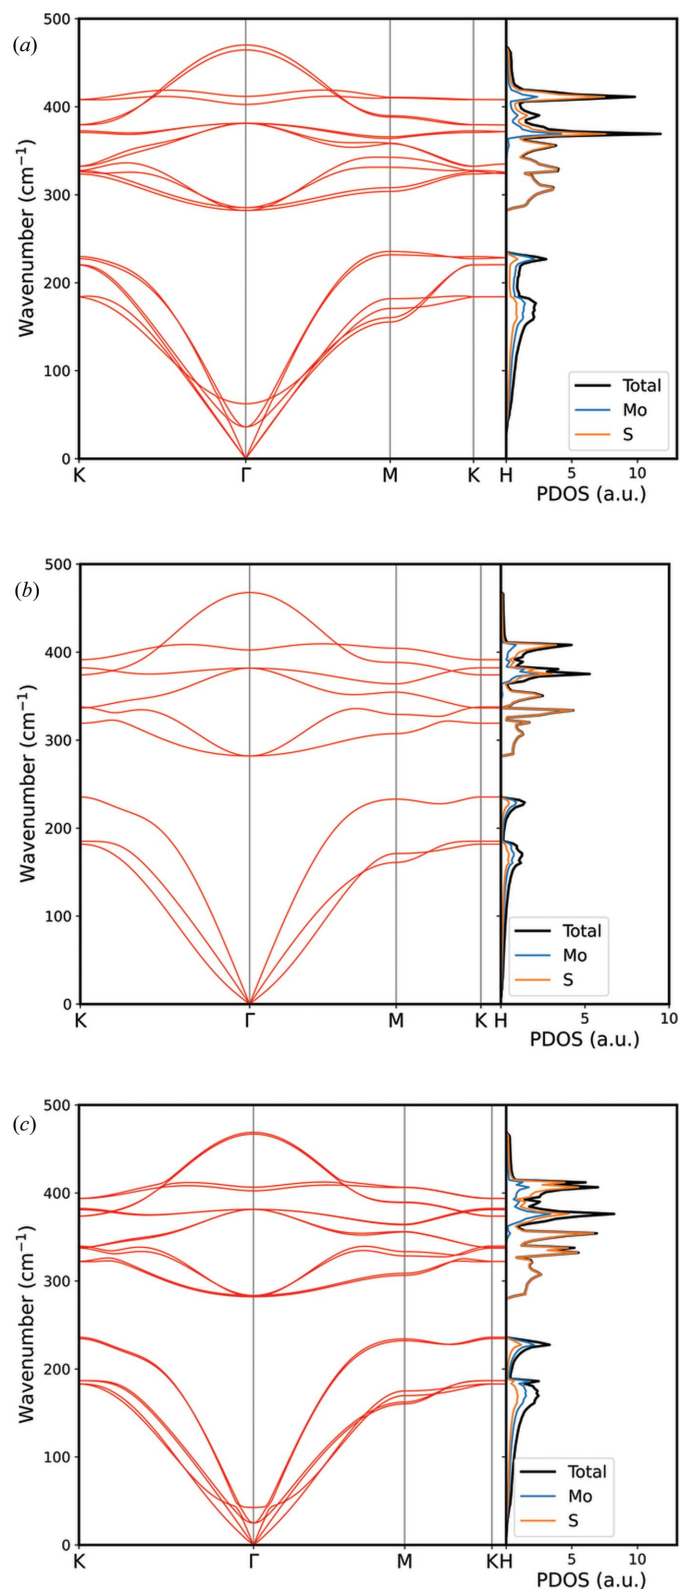 (a)
500
400
300
200
100
0
Wavenumber (cm⁻¹)
K Γ M K H 5 10
PDOS (a.u.)
Total
Mo
S
(b)
500
400
300
200
100
0
Wavenumber (cm⁻¹)
K Γ M K H 5 10
PDOS (a.u.)
Total
Mo
S
(c)
500
400
300
200
100
0
Wavenumber (cm⁻¹)
K Γ M K H 5 10
PDOS (a.u.)
Total
Mo
S